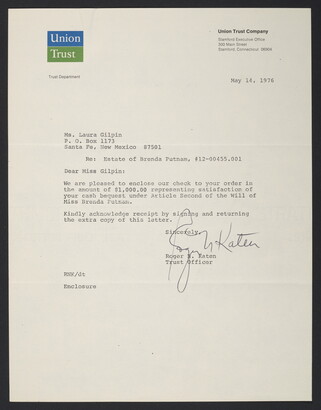 Union
Trust
Trust Department
Union Trust Company
Stamford Executive Office
300 Main Street
Stamford, Connecticut 06904
May 14, 1976
Ms. Laura Gilpin
P. O. Box 1173
Santa Fe, New Mexico 87501
Re: Estate of Brenda Putnam, #12-00455.001
Dear Miss Gilpin:
We are pleased to enclose our check to your order in
the amount of $1,000.00 representing satisfaction of
your cash bequest under Article Second of the Will of
Miss Brenda Putnam.
Kindly acknowledge receipt by signing and returning
the extra copy of this letter.
Sincerely,
Roger N Katen
Roger N. Katen
Trust Officer
RNK/dt
Enclosure